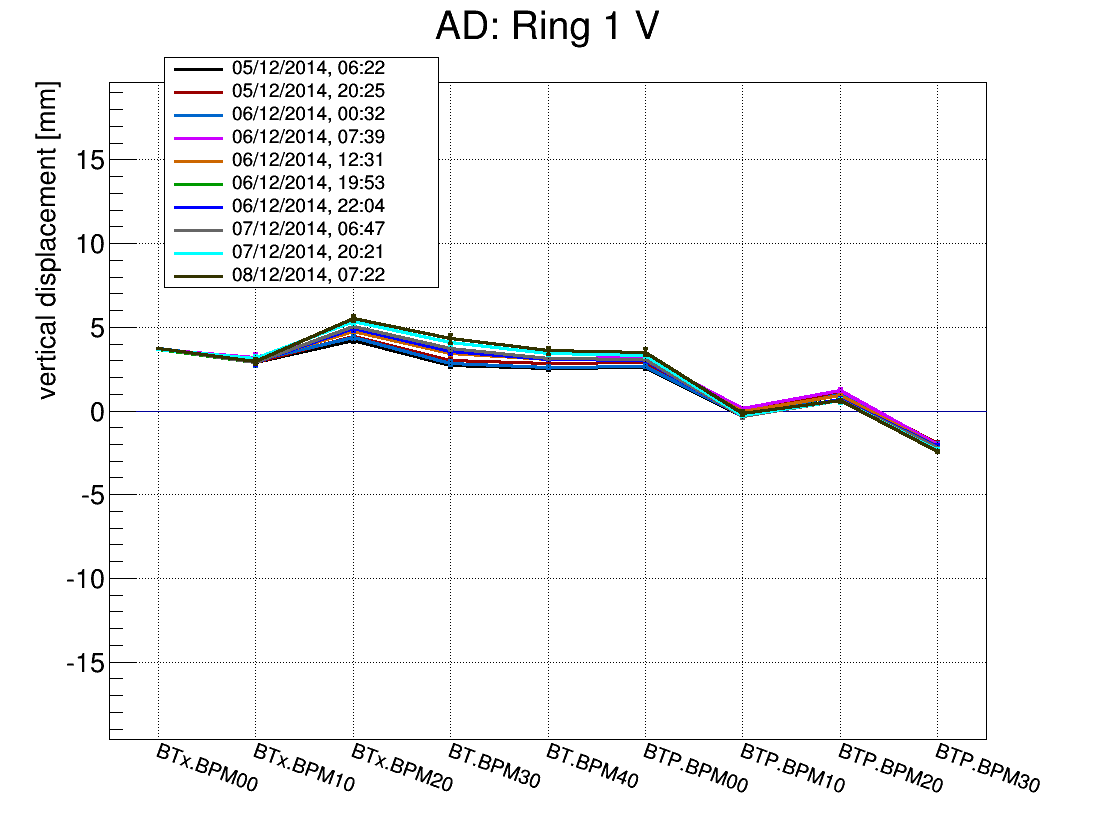 AD: Ring 1 V
vertical displacement [mm]
05/12/2014, 06:22
05/12/2014, 20:25
06/12/2014, 00:32
06/12/2014, 07:39
06/12/2014, 12:31
06/12/2014, 19:53
06/12/2014, 22:04
07/12/2014, 06:47
07/12/2014, 20:21
08/12/2014, 07:22
15
10
5
0
-5
-10
-15
BTx.BPM00
BTx.BPM10
BTx.BPM20
BT.BPM30
BT.BPM40
BTP.BPM00
BTP.BPM10
BTP.BPM20
BTP.BPM30